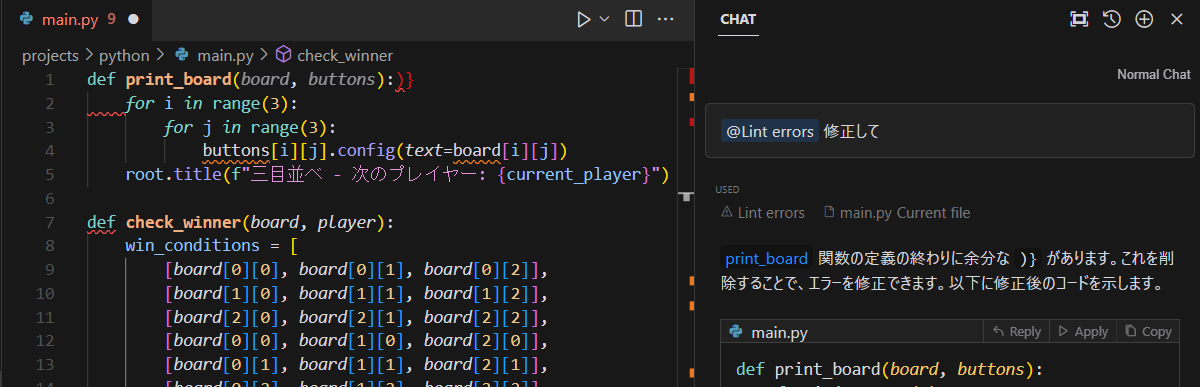 main.py 9
projects > python > main.py > check_winner
1 def print_board(board, buttons):)}
2 for i in range(3):
3 for j in range(3):
4 buttons[i][j].config(text=board[i][j])
5 root.title(f"三目並べ - 次のプレイヤー: {current_player}")
6
7 def check_winner(board, player):
8 win_conditions = [
9 [board[0][0], board[0][1], board[0][2]],
10 [board[1][0], board[1][1], board[1][2]],
11 [board[2][0], board[2][1], board[2][2]],
12 [board[0][0], board[1][0], board[2][0]],
13 [board[0][1], board[1][1], board[2][1]],
CHAT
Normal Chat
@Lint errors 修正して
USED
Lint errors main.py Current file
print_board 関数の定義の終わりに余分な )} があります。これを削
除することで、エラーを修正できます。以下に修正後のコードを示します。
main.py Reply Apply Copy
def print_board(board, buttons):